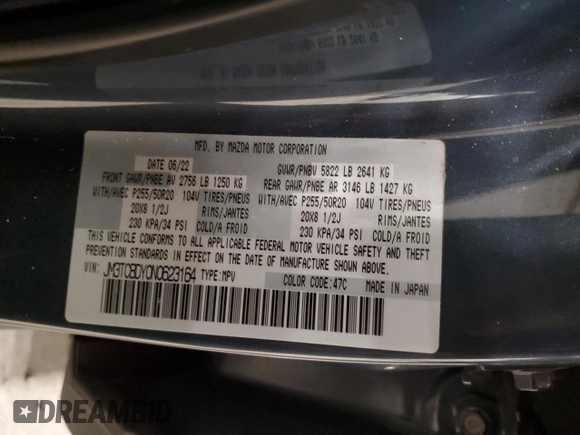 MFD. BY MAZDA MOTOR CORPORATION
DATE 06/22 GVWR/PNBV 5822 LB 2641 KG
FRONT GAWR/PNBE AV 2756 LB 1250 KG REAR GAWR/PNBE AR 3146 LB 1427 KG
WITH/AVEC P255/50R20 104V TIRES/PNEUS WITH/AVEC P255/50R20 104V TIRES/PNEUS
20X8 1/2J RIMS/JANTES 20X8 1/2J RIMS/JANTES
230 KPA/34 PSI COLD/A FROID 230 KPA/34 PSI COLD/A FROID
THIS VEHICLE CONFORMS TO ALL APPLICABLE FEDERAL MOTOR VEHICLE SAFETY AND THEFT
PREVENTION STANDARDS IN EFFECT ON THE DATE OF MANUFACTURE SHOWN ABOVE.
VIN: JM3TCBDY0N0623164 TYPE:MPV COLOR CODE:47C MADE IN JAPAN
DREAMBID